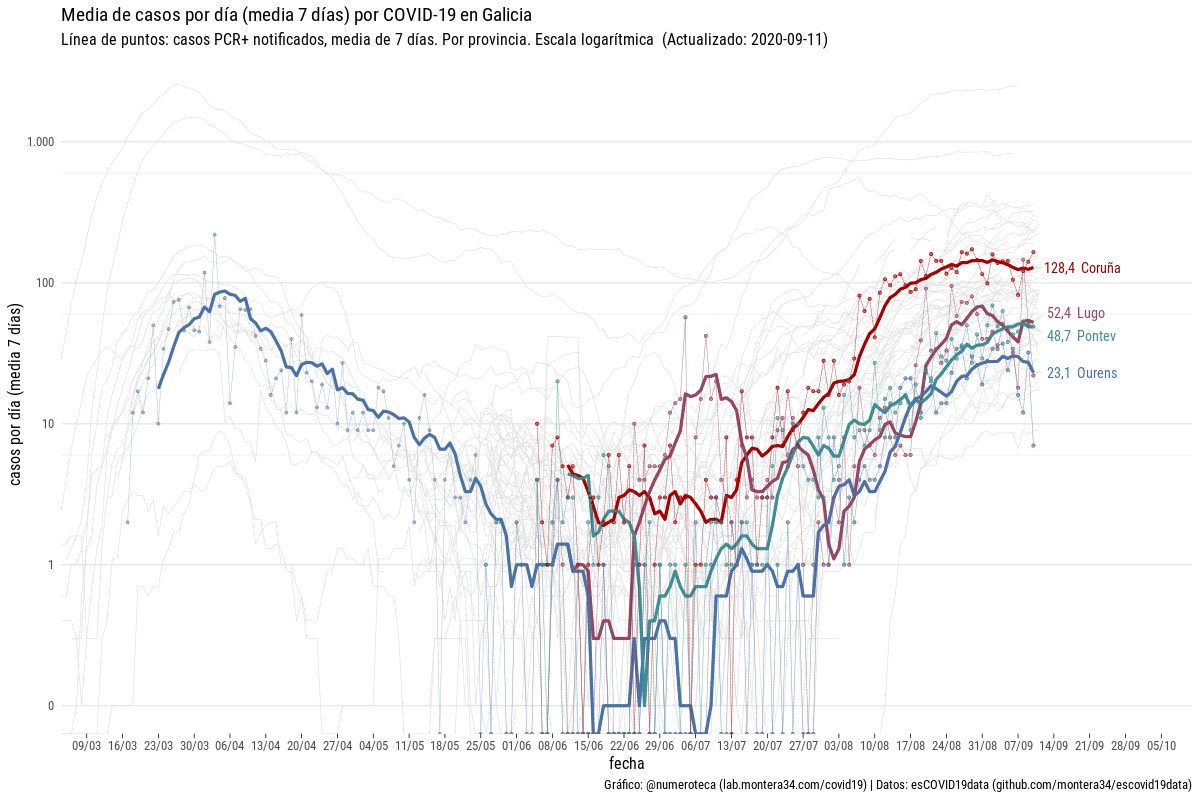 Media de casos por día (media 7 días) por COVID-19 en Galicia
Línea de puntos: casos PCR+ notificados, media de 7 días. Por provincia. Escala logarítmica (Actualizado: 2020-09-11)
casos por día (media 7 días)
1.000
100
10
1
0
128,4 Coruña
52,4 Lugo
48,7 Pontev
23,1 Ourens
09/03 16/03 23/03 30/03 06/04 13/04 20/04 27/04 04/05 11/05 18/05 25/05 01/06 08/06 15/06 22/06 29/06 06/07 13/07 20/07 27/07 03/08 10/08 17/08 24/08 31/08 07/09 14/09 21/09 28/09 05/10
fecha
Gráfico: @numeroteca (lab.montera34.com/covid19) | Datos: esCOVID19data (github.com/montera34/escovid19data)